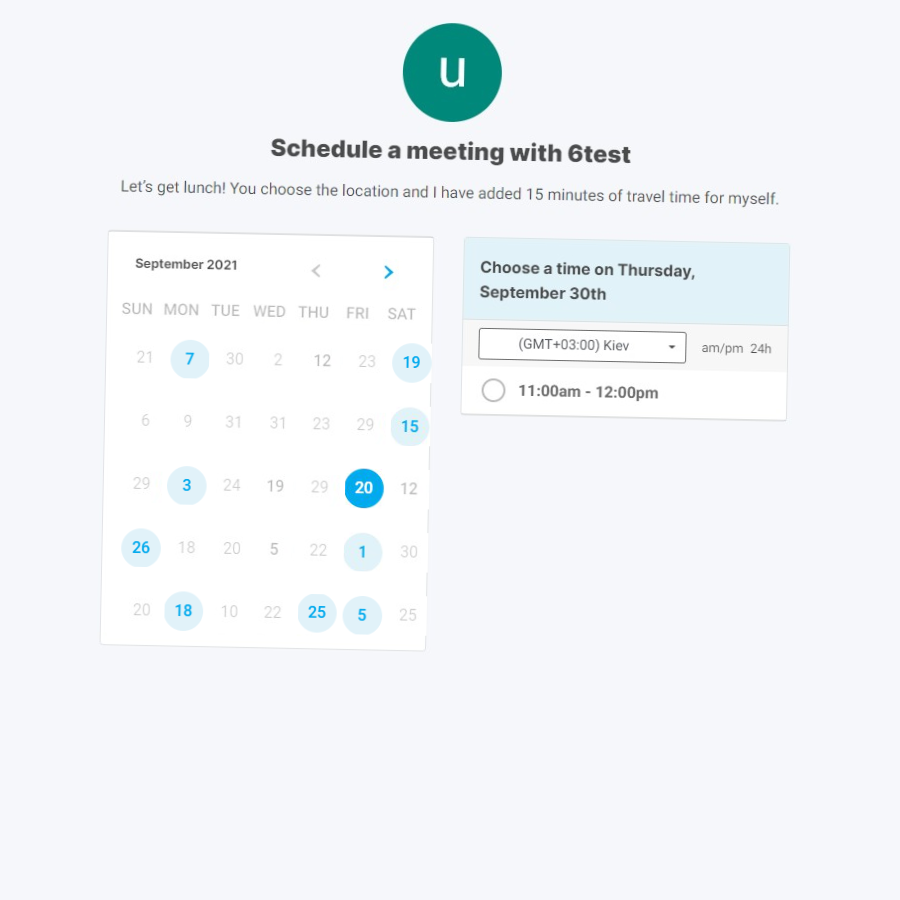 u
Schedule a meeting with 6test
Let's get lunch! You choose the location and I have added 15 minutes of travel time for myself.
September 2021
SUN MON TUE WED THU FRI SAT
21 7 30 2 12 23 19
6 9 31 31 23 29 15
29 3 24 19 29 20 12
26 18 20 5 22 1 30
20 18 10 22 25 5 25
Choose a time on Thursday,
September 30th
(GMT+03:00) Kiev am/pm 24h
11:00am - 12:00pm